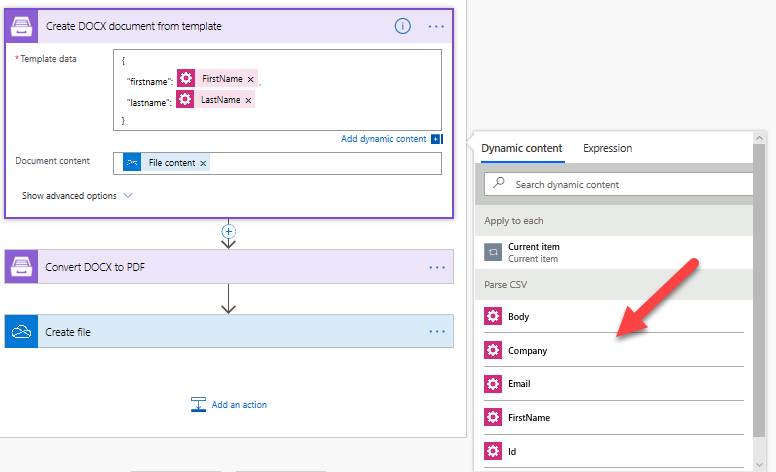 Create DOCX document from template
* Template data
{
"firstname": FirstName ×,
"lastname": LastName ×
}
Add dynamic content
Document content
File content ×
Show advanced options
Convert DOCX to PDF
Create file
Add an action
Dynamic content Expression
Search dynamic content
Apply to each
Current item
Current item
Parse CSV
Body
Company
Email
FirstName
Id